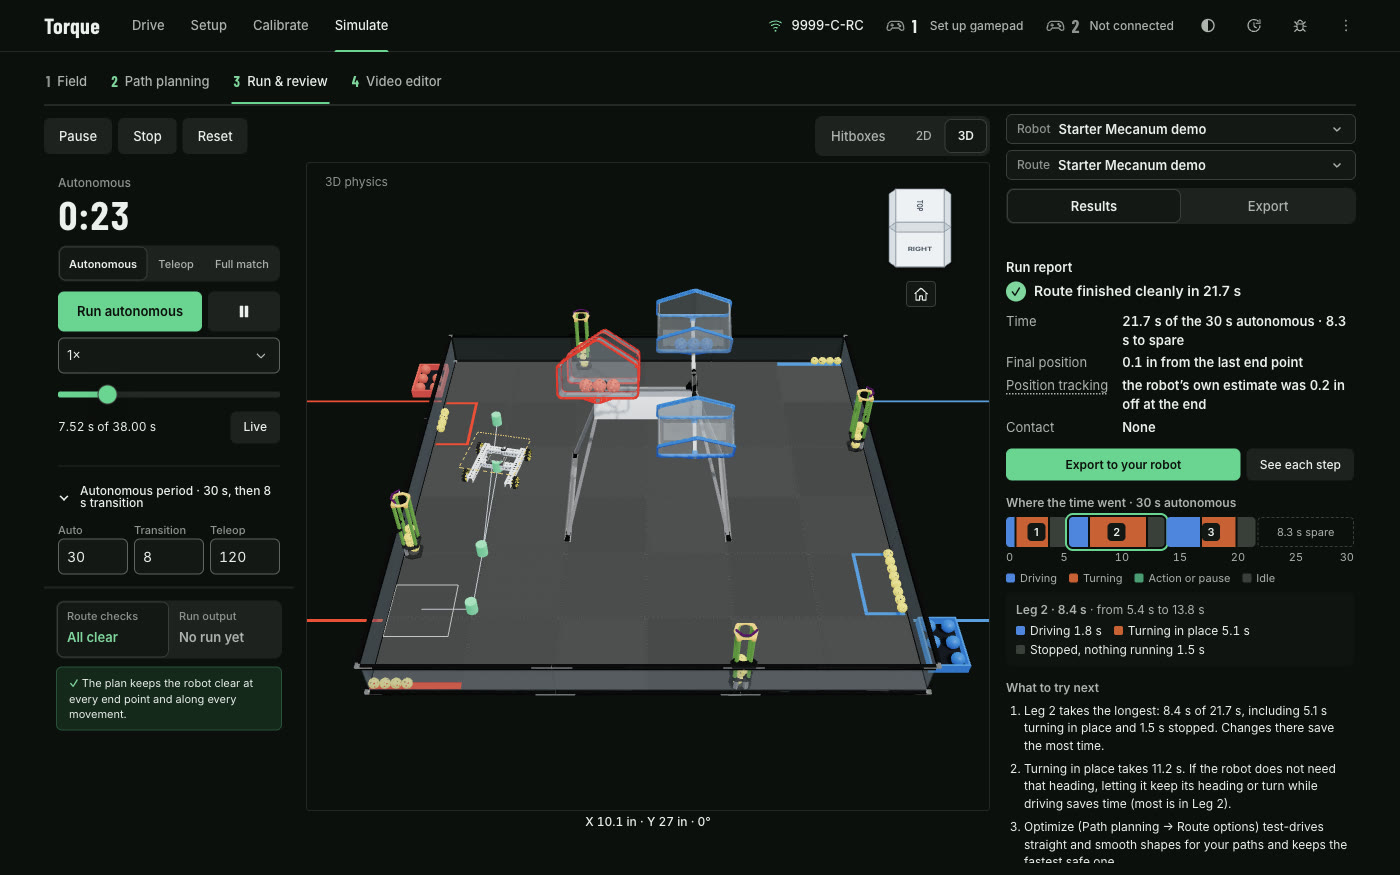 Torque
Drive
Setup
Calibrate
Simulate
9999-C-RC
1 Set up gamepad
2 Not connected
1 Field
2 Path planning
3 Run & review
4 Video editor
Pause
Stop
Reset
Hitboxes
2D
3D
Robot Starter Mecanum demo
Route Starter Mecanum demo
Results
Export
Autonomous
0:23
Autonomous
Teleop
Full match
Run autonomous
1×
7.52 s of 38.00 s
Live
Autonomous period · 30 s, then 8
s transition
Auto
Transition
Teleop
30
8
120
Route checks
All clear
Run output
No run yet
✓ The plan keeps the robot clear at
every end point and along every
movement.
3D physics
TOP
RIGHT
X 10.1 in · Y 27 in · 0°
Run report
Route finished cleanly in 21.7 s
Time
21.7 s of the 30 s autonomous · 8.3
s to spare
Final position
0.1 in from the last end point
Position tracking
the robot’s own estimate was 0.2 in
off at the end
Contact
None
Export to your robot
See each step
Where the time went · 30 s autonomous
1
2
3
8.3 s spare
0
5
10
15
20
25
30
Driving
Turning
Action or pause
Idle
Leg 2 · 8.4 s · from 5.4 s to 13.8 s
Driving 1.8 s
Turning in place 5.1 s
Stopped, nothing running 1.5 s
What to try next
1. Leg 2 takes the longest: 8.4 s of 21.7 s, including 5.1 s
turning in place and 1.5 s stopped. Changes there save
the most time.
2. Turning in place takes 11.2 s. If the robot does not need
that heading, letting it keep its heading or turn while
driving saves time (most is in Leg 2).
3. Optimize (Path planning → Route options) test-drives
straight and smooth shapes for your paths and keeps the
fastest safe one.